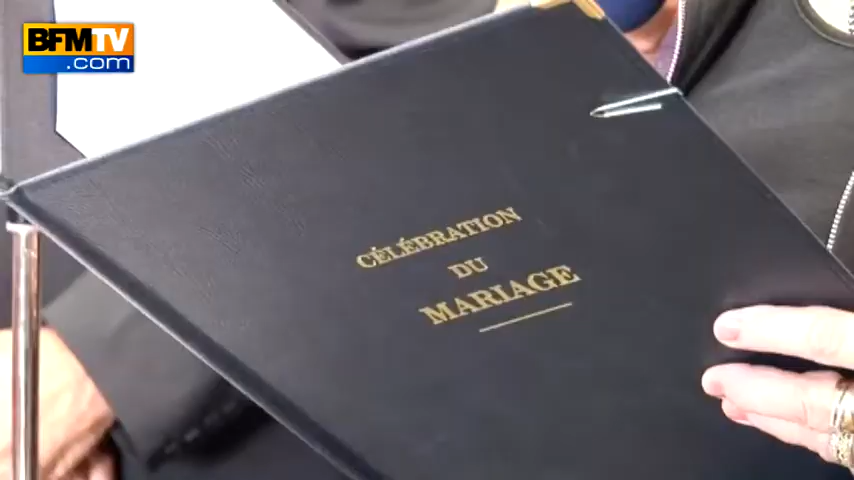 BFMTV
.com
CÉLÉBRATION
DU
MARIAGE